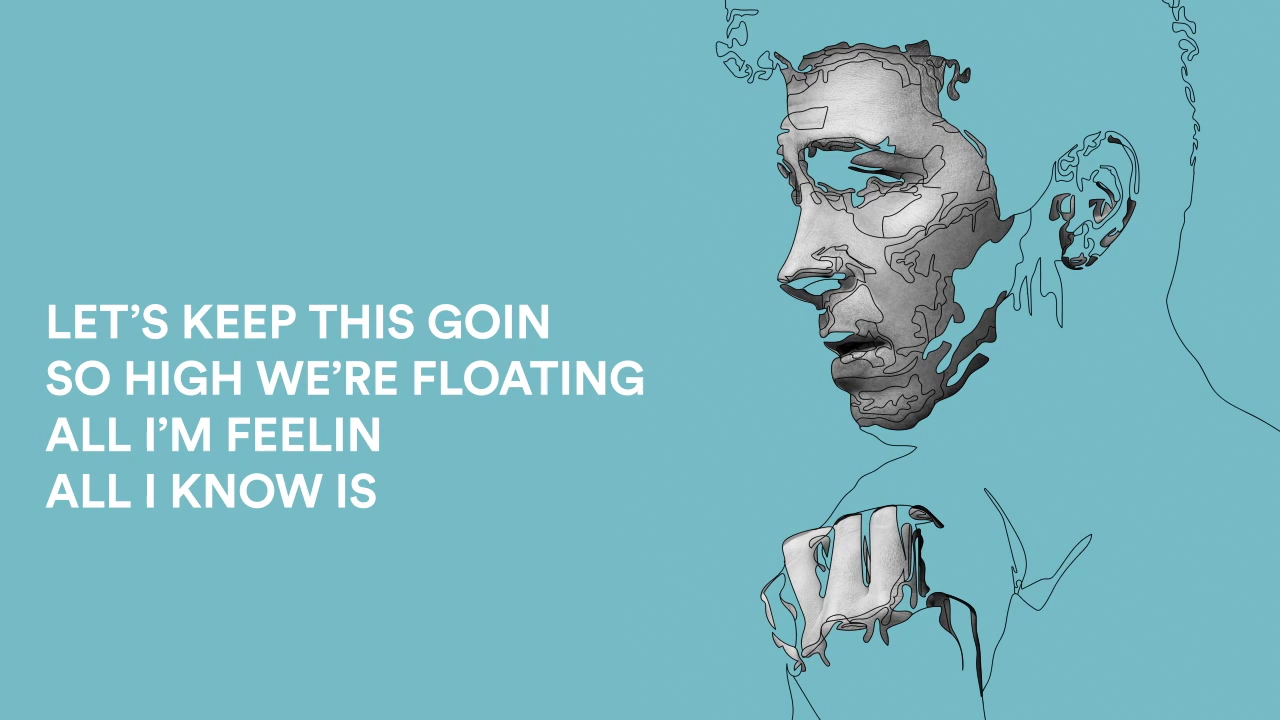 LET’S KEEP THIS GOIN
SO HIGH WE’RE FLOATING
ALL I’M FEELIN
ALL I KNOW IS